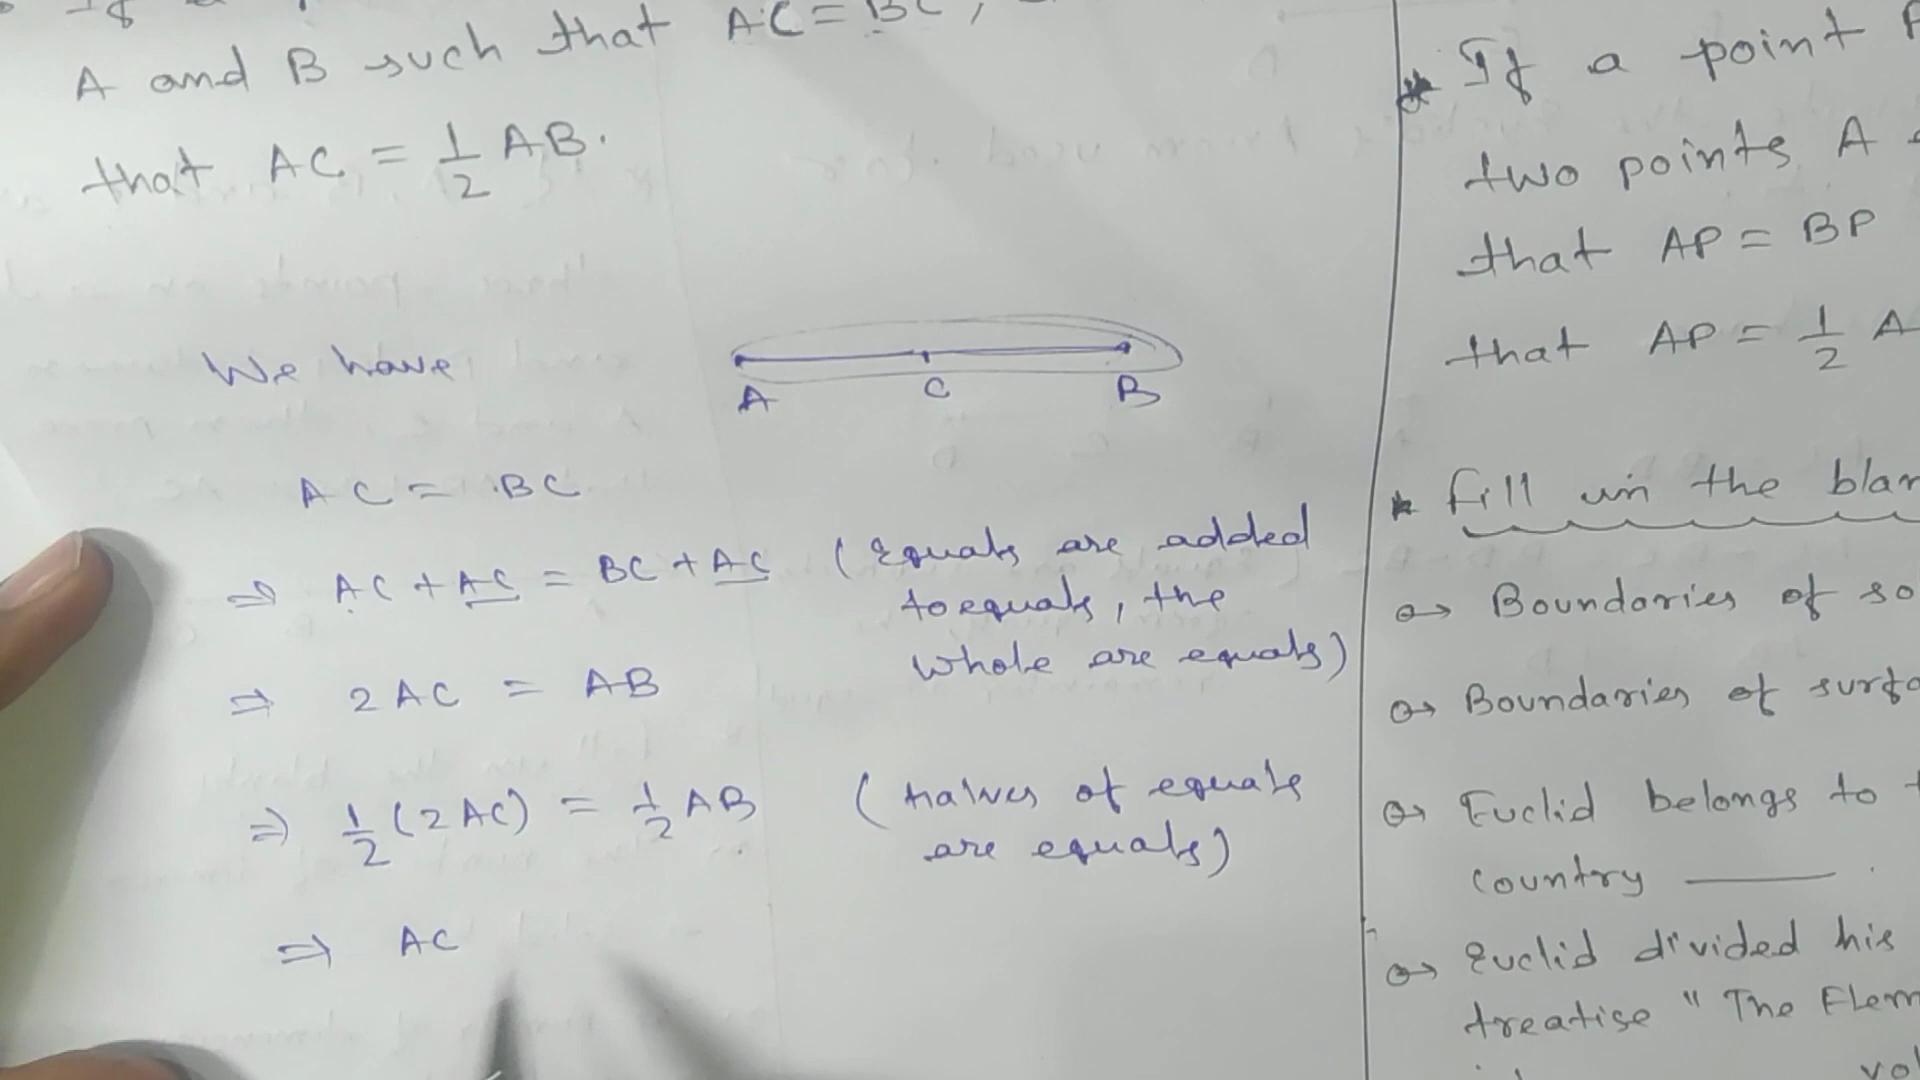 A and B such that AC = BC,
that AC = 1/2 AB.
We have
A C B
AC = BC
⇒ AC + AC = BC + AC (Equals are added
to equals, the
whole are equals)
⇒ 2AC = AB
⇒ 1/2 (2AC) = 1/2 AB (halves of equals
are equals)
⇒ AC
* If a point
two points A
that AP = BP
that AP = 1/2 A
* Fill in the
→ Boundaries of
→ Boundaries of
→ Euclid belongs to
country ———.
→ Euclid divided his
treatise " The